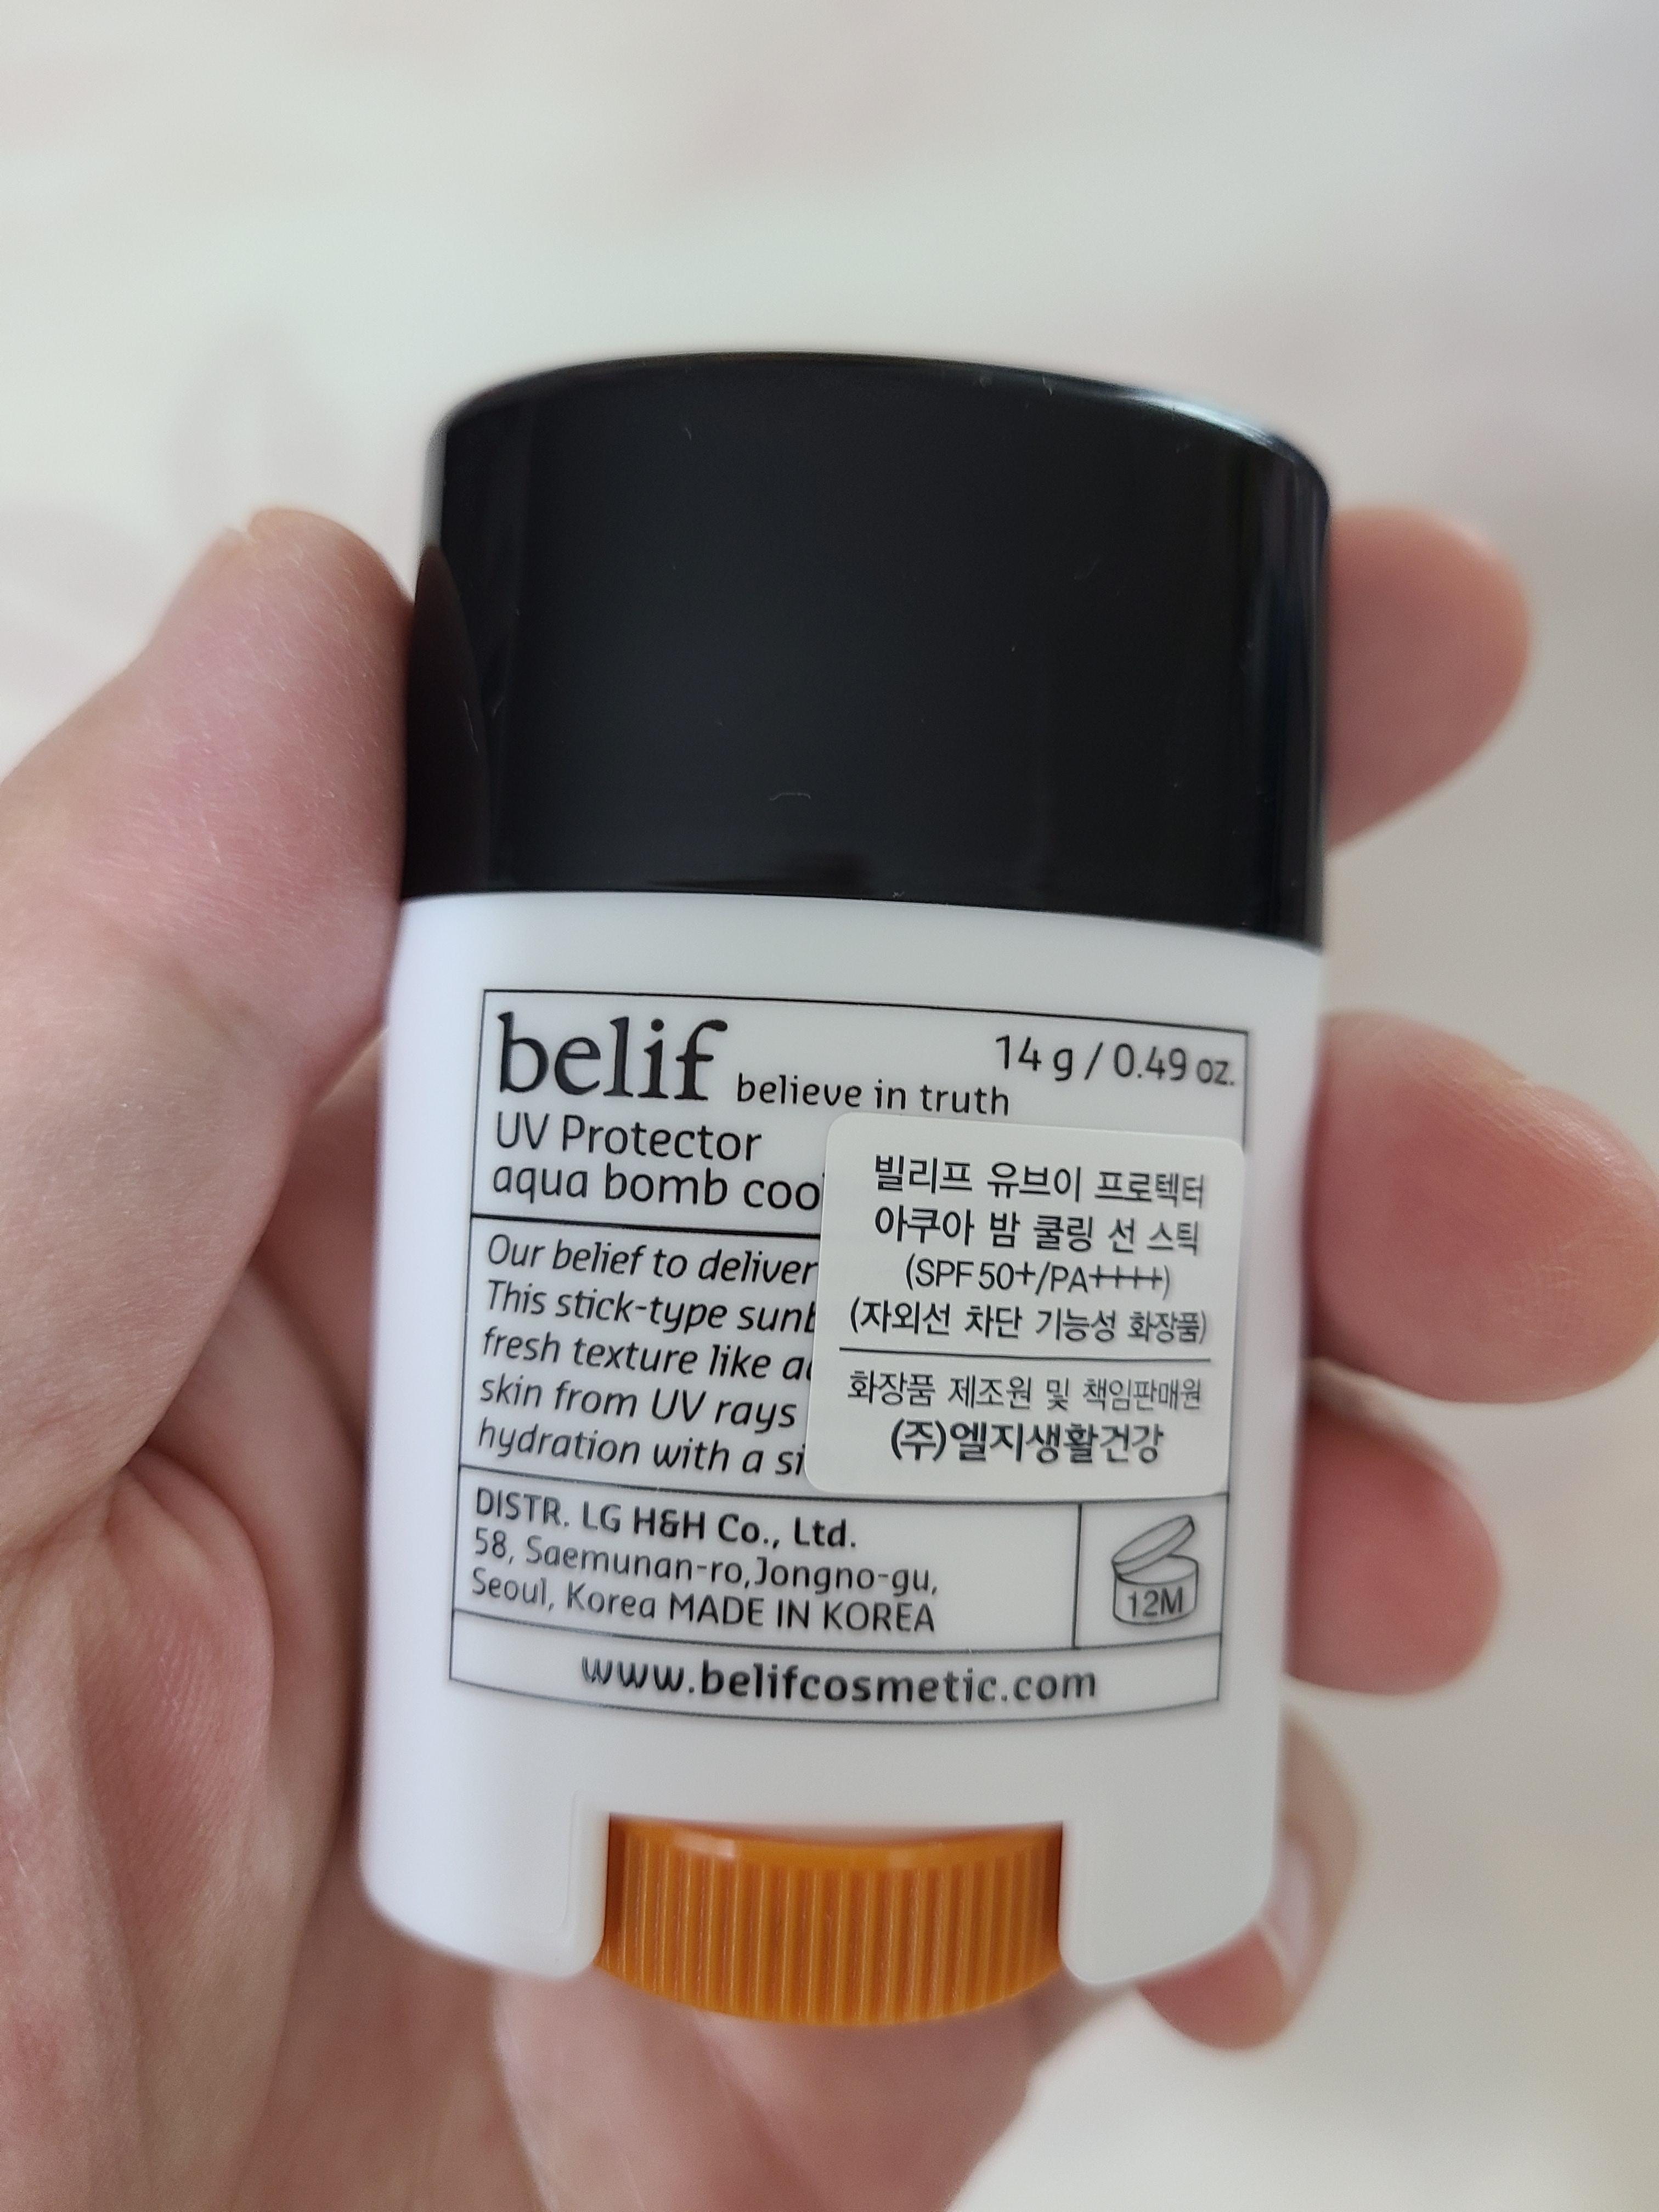 belif believe in truth 14 g / 0.49 oz.
UV Protector
aqua bomb coo
Our belief to deliver
This stick-type sun
fresh texture like a
skin from UV rays
hydration with a si
빌리프 유브이 프로텍터
아쿠아 밤 쿨링 선 스틱
(SPF 50+/PA++++)
(자외선 차단 기능성 화장품)
화장품 제조원 및 책임판매원
(주)엘지생활건강
DISTR. LG H&H Co., Ltd.
58, Saemunan-ro,Jongno-gu,
Seoul, Korea MADE IN KOREA
12M
www.belifcosmetic.com